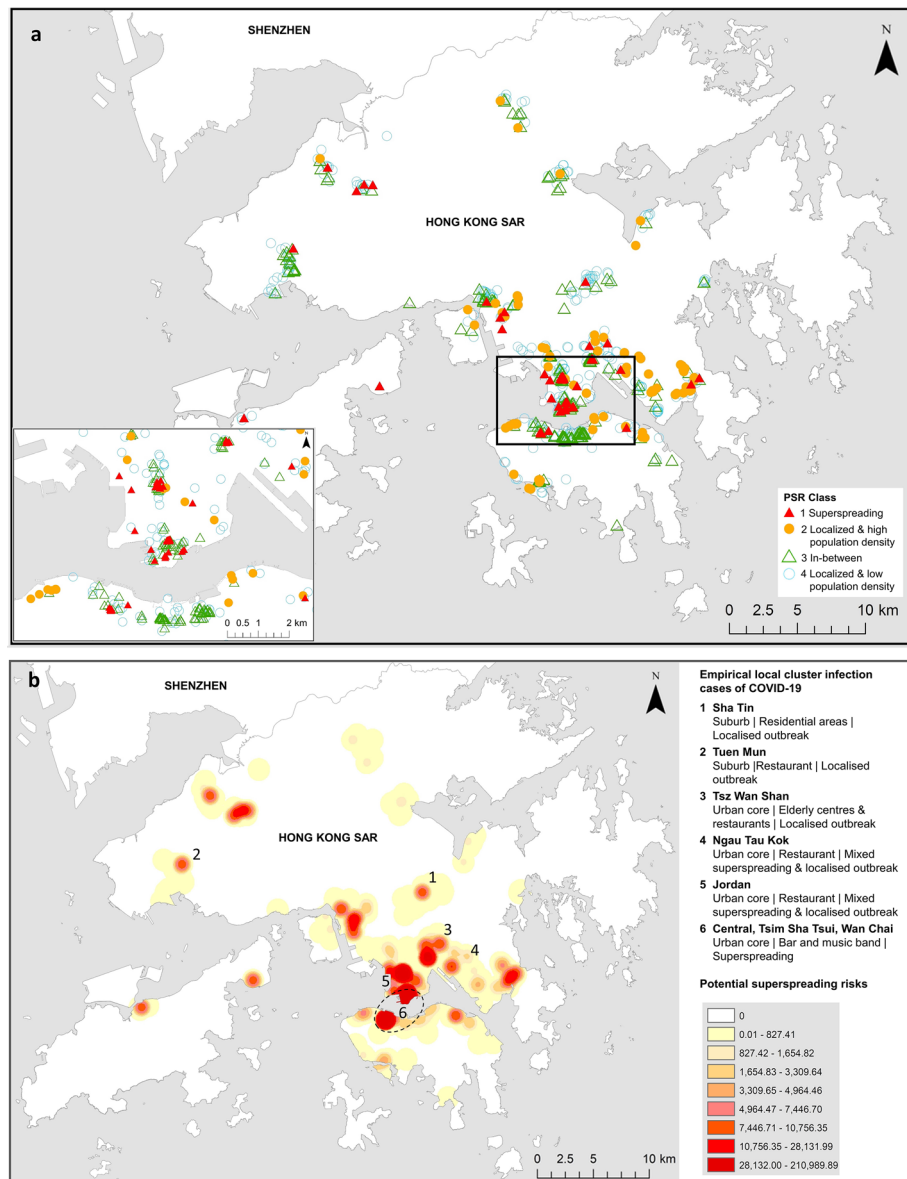 a
SHENZHEN
N
HONG KONG SAR
PSR Class
1 Superspreading
2 Localized & high
population density
3 In-between
4 Localized & low
population density
0 0.5 1 2 km
0 2 4 6 8 10 km
b
SHENZHEN
N
HONG KONG SAR
1
2
3
4
5
6
0 2 4 6 8 10 km
Empirical local cluster infection
cases of COVID-19
1 Sha Tin
Suburb | Residential areas |
Localised outbreak
2 Tuen Mun
Suburb |Restaurant | Localised
outbreak
3 Tsz Wan Shan
Urban core | Elderly centres &
restaurants | Localised outbreak
4 Ngau Tau Kok
Urban core | Restaurant | Mixed
superspreading & localised outbreak
5 Jordan
Urban core | Restaurant | Mixed
superspreading & localised outbreak
6 Central, Tsim Sha Tsui, Wan Chai
Urban core | Bar and music band |
Superspreading
Potential superspreading risks
0
0.01 - 827.41
827.42 - 1,654.82
1,654.83 - 3,309.64
3,309.65 - 4,964.46
4,964.47 - 7,446.70
7,446.71 - 10,756.35
10,756.35 - 28,131.99
28,132.00 - 210,989.89